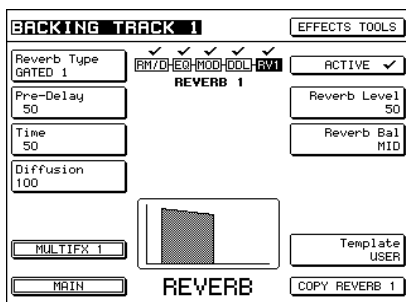 BACKING TRACK 1
EFFECTS TOOLS
Reverb Type
GATED 1
RM/D EQ MOD DDL RV1
REVERB 1
ACTIVE ✓
Pre-Delay
50
Reverb Level
50
Time
50
Reverb Bal
MID
Diffusion
100
MULTIFX 1
Template
USER
MAIN
REVERB
COPY REVERB 1